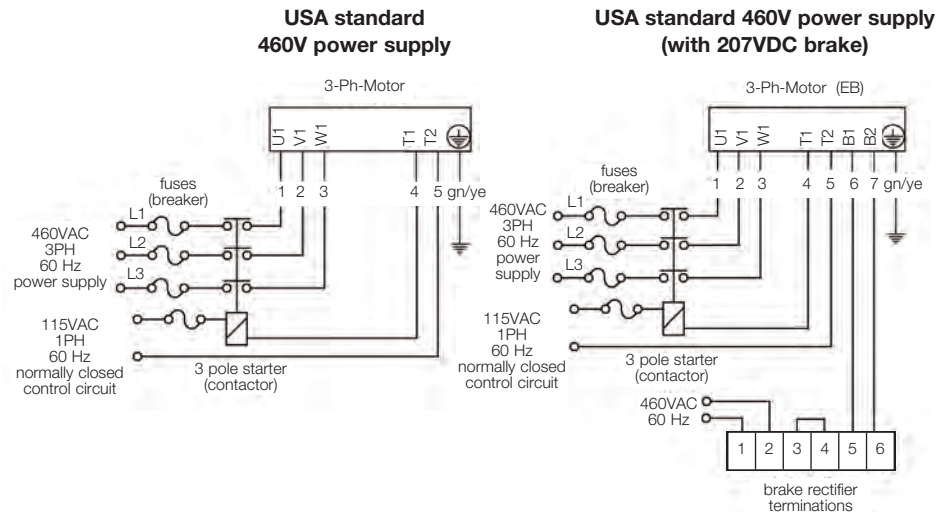 USA standard
460V power supply
3-Ph-Motor
U1 V1 W1 T1 T2
1 2 3 4 5 gn/ye
fuses
(breaker)
L1
L2
L3
460VAC
3PH
60 Hz
power supply
115VAC
1PH
60 Hz
normally closed
control circuit
3 pole starter
(contactor)
USA standard 460V power supply
(with 207VDC brake)
3-Ph-Motor (EB)
U1 V1 W1 T1 T2 B1 B2
1 2 3 4 5 6 7 gn/ye
fuses
(breaker)
L1
L2
L3
460VAC
3PH
60 Hz
power
supply
115VAC
1PH
60 Hz
normally closed
control circuit
3 pole starter
(contactor)
460VAC
60 Hz
1 2 3 4 5 6
brake rectifier
terminations